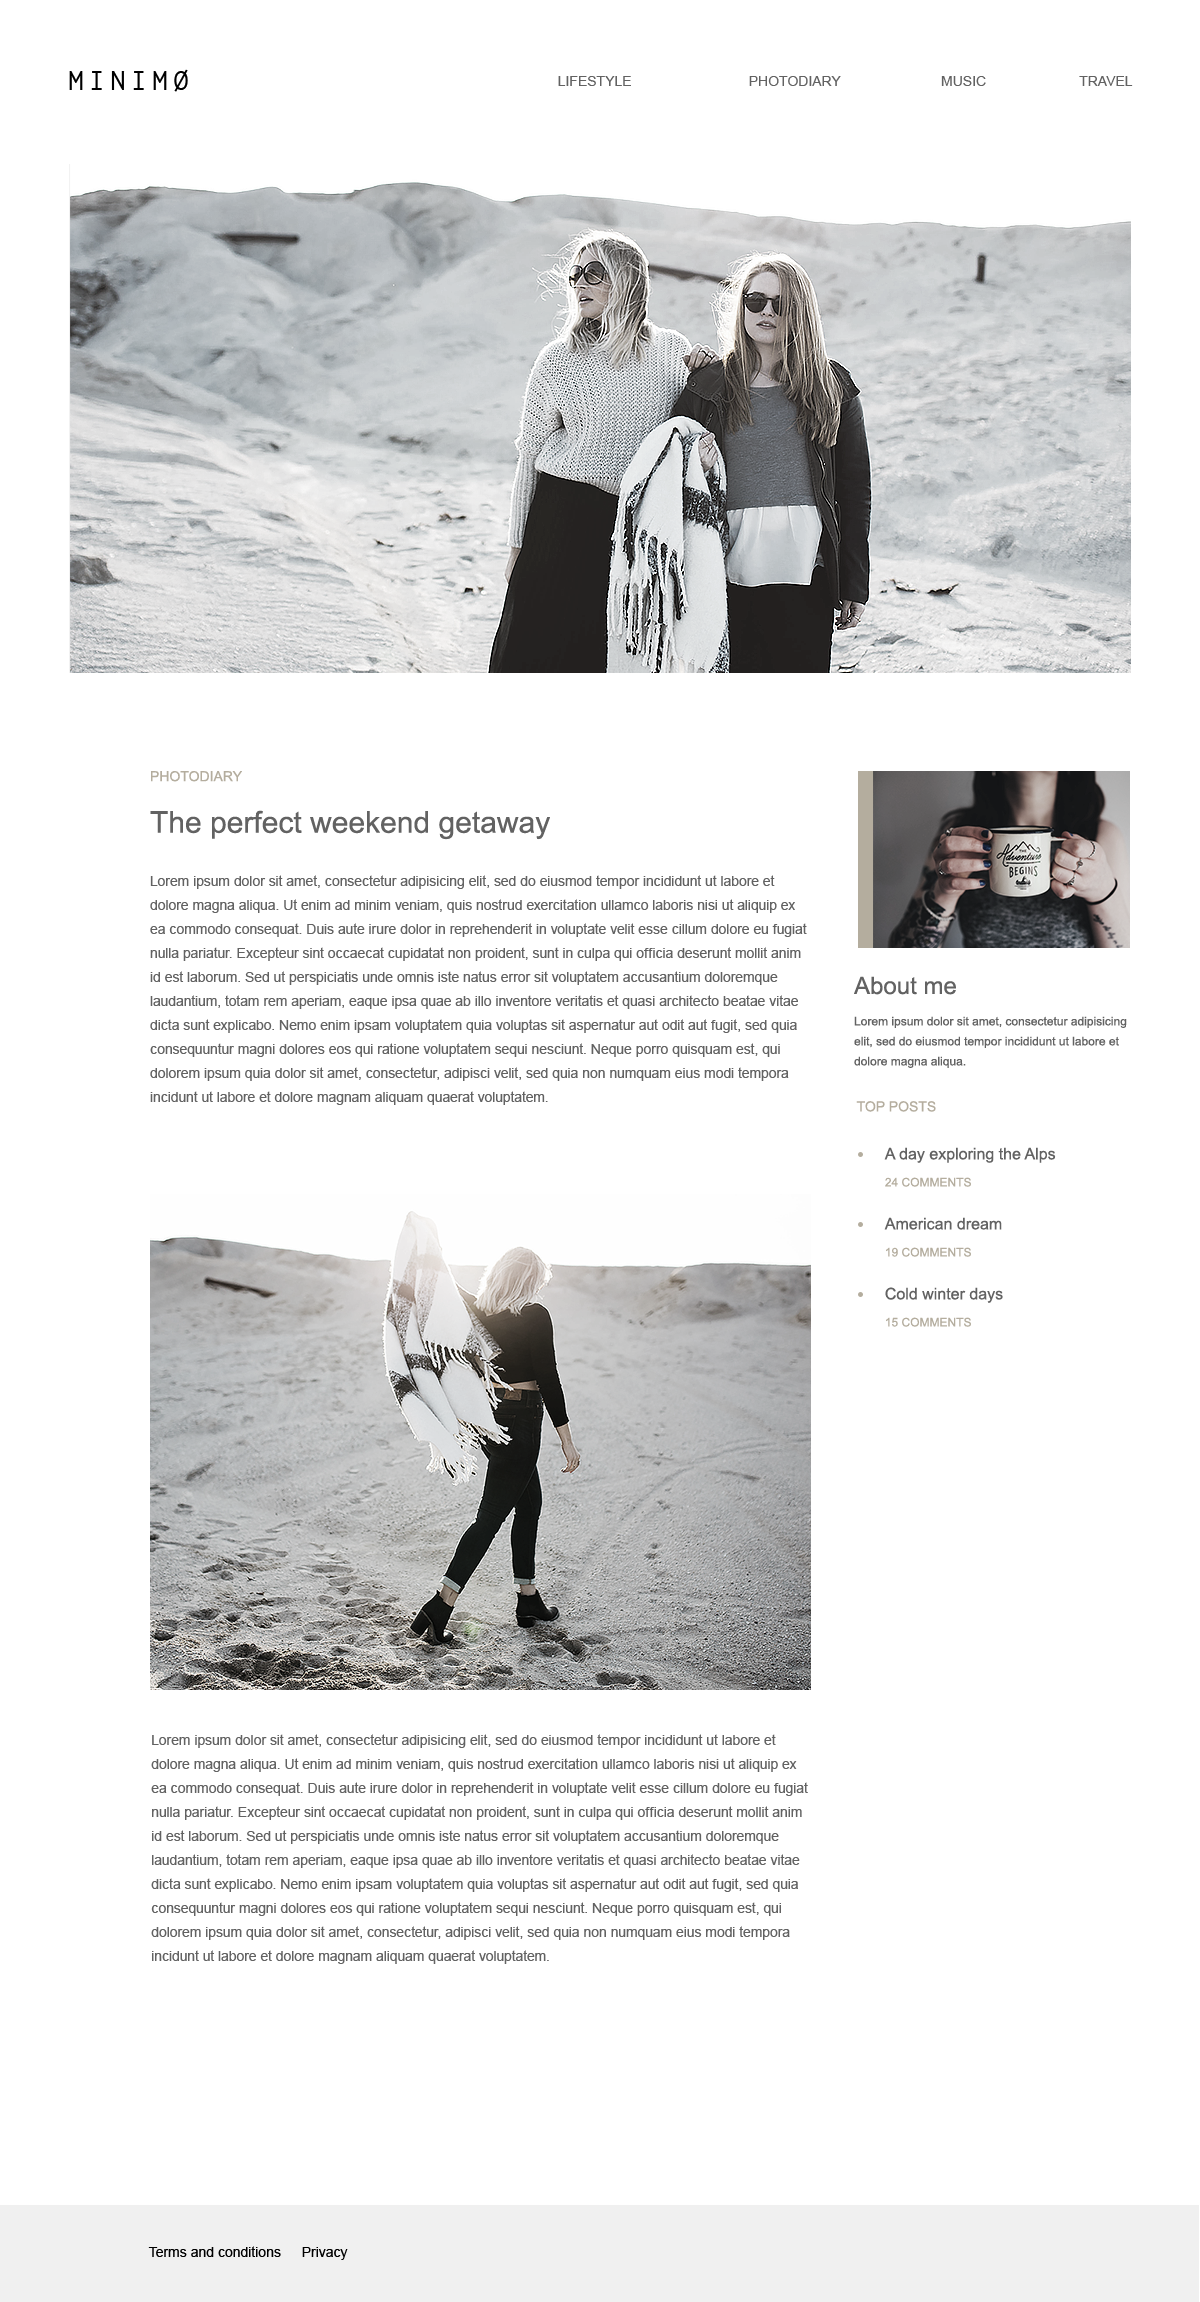 MINIMØ
LIFESTYLE PHOTODIARY MUSIC TRAVEL
PHOTODIARY
The perfect weekend getaway
Lorem ipsum dolor sit amet, consectetur adipisicing elit, sed do eiusmod tempor incididunt ut labore et
dolore magna aliqua. Ut enim ad minim veniam, quis nostrud exercitation ullamco laboris nisi ut aliquip ex
ea commodo consequat. Duis aute irure dolor in reprehenderit in voluptate velit esse cillum dolore eu fugiat
nulla pariatur. Excepteur sint occaecat cupidatat non proident, sunt in culpa qui officia deserunt mollit anim
id est laborum. Sed ut perspiciatis unde omnis iste natus error sit voluptatem accusantium doloremque
laudantium, totam rem aperiam, eaque ipsa quae ab illo inventore veritatis et quasi architecto beatae vitae
dicta sunt explicabo. Nemo enim ipsam voluptatem quia voluptas sit aspernatur aut odit aut fugit, sed quia
consequuntur magni dolores eos qui ratione voluptatem sequi nesciunt. Neque porro quisquam est, qui
dolorem ipsum quia dolor sit amet, consectetur, adipisci velit, sed quia non numquam eius modi tempora
incidunt ut labore et dolore magnam aliquam quaerat voluptatem.
Lorem ipsum dolor sit amet, consectetur adipisicing elit, sed do eiusmod tempor incididunt ut labore et
dolore magna aliqua. Ut enim ad minim veniam, quis nostrud exercitation ullamco laboris nisi ut aliquip ex
ea commodo consequat. Duis aute irure dolor in reprehenderit in voluptate velit esse cillum dolore eu fugiat
nulla pariatur. Excepteur sint occaecat cupidatat non proident, sunt in culpa qui officia deserunt mollit anim
id est laborum. Sed ut perspiciatis unde omnis iste natus error sit voluptatem accusantium doloremque
laudantium, totam rem aperiam, eaque ipsa quae ab illo inventore veritatis et quasi architecto beatae vitae
dicta sunt explicabo. Nemo enim ipsam voluptatem quia voluptas sit aspernatur aut odit aut fugit, sed quia
consequuntur magni dolores eos qui ratione voluptatem sequi nesciunt. Neque porro quisquam est, qui
dolorem ipsum quia dolor sit amet, consectetur, adipisci velit, sed quia non numquam eius modi tempora
incidunt ut labore et dolore magnam aliquam quaerat voluptatem.
THE
Adventure
BEGINS
About me
Lorem ipsum dolor sit amet, consectetur adipisicing
elit, sed do eiusmod tempor incididunt ut labore et
dolore magna aliqua.
TOP POSTS
• A day exploring the Alps
24 COMMENTS
• American dream
19 COMMENTS
• Cold winter days
15 COMMENTS
Terms and conditions Privacy